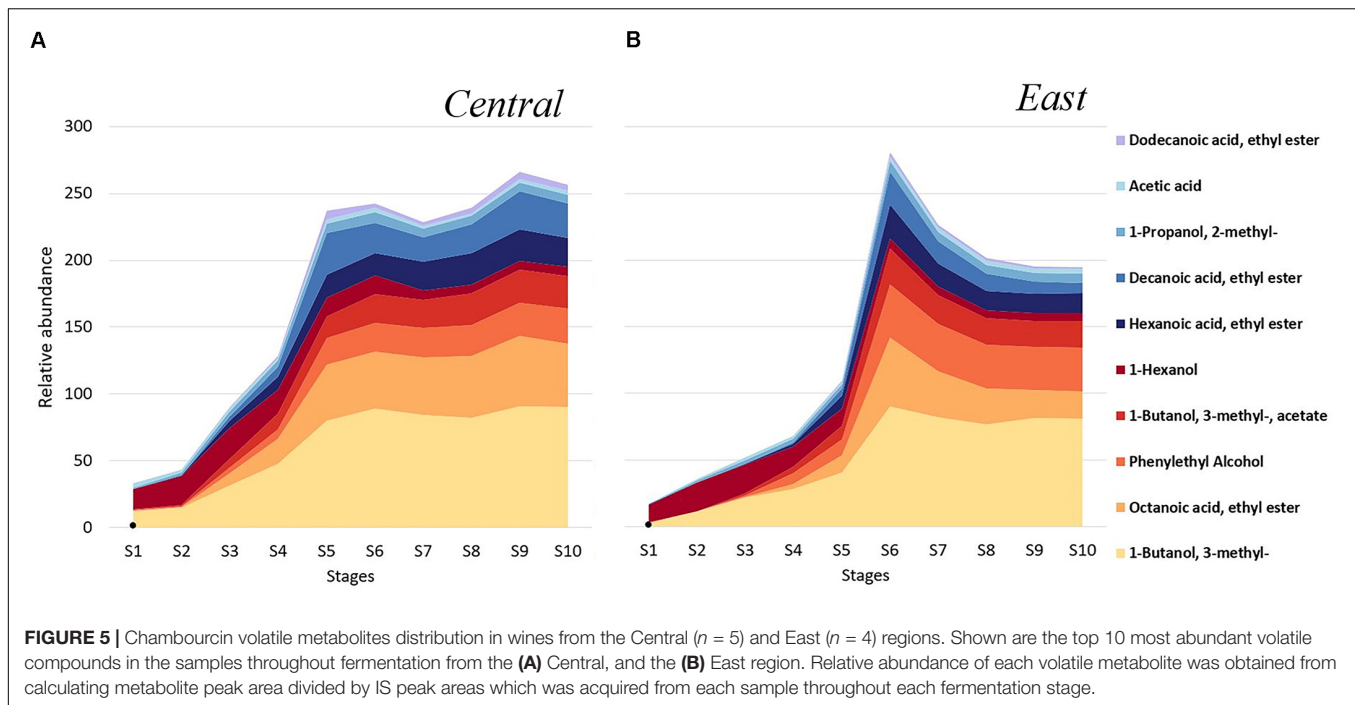 A
B
Central
East
Relative abundance
300
250
200
150
100
50
0
S1 S2 S3 S4 S5 S6 S7 S8 S9 S10
Stages
S1 S2 S3 S4 S5 S6 S7 S8 S9 S10
Stages
Dodecanoic acid, ethyl ester
Acetic acid
1-Propanol, 2-methyl-
Decanoic acid, ethyl ester
Hexanoic acid, ethyl ester
1-Hexanol
1-Butanol, 3-methyl-, acetate
Phenylethyl Alcohol
Octanoic acid, ethyl ester
1-Butanol, 3-methyl-
FIGURE 5 | Chambourcin volatile metabolites distribution in wines from the Central (n = 5) and East (n = 4) regions. Shown are the top 10 most abundant volatile
compounds in the samples throughout fermentation from the (A) Central, and the (B) East region. Relative abundance of each volatile metabolite was obtained from
calculating metabolite peak area divided by IS peak areas which was acquired from each sample throughout each fermentation stage.